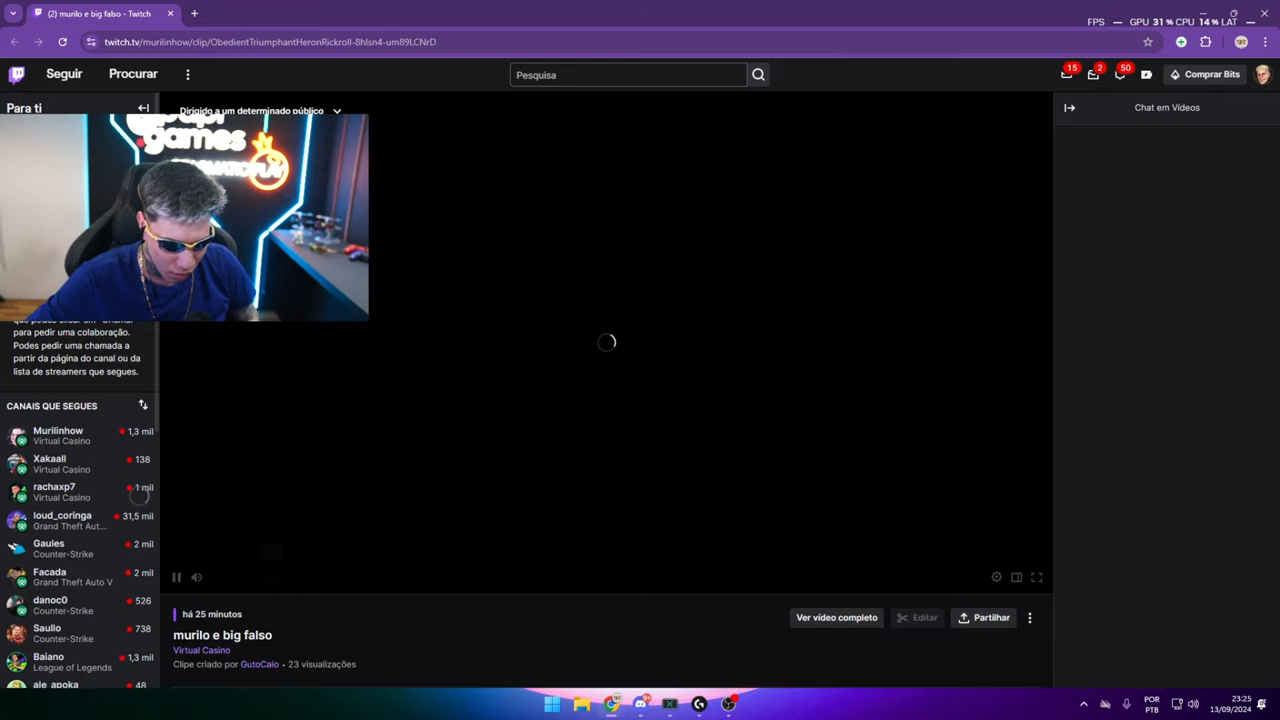 (2) murilo e big falso - Twitch
FPS — GPU 31 % CPU 14 % LAT —
twitch.tv/murilinhow/clip/ObedientTriumphantHeronRickroll-8hlsn4-um89LCNrD
Seguir
Procurar
Pesquisa
15
2
50
Comprar Bits
Para ti
Dirigido a um determinado público
Chat em Vídeos
games
para pedir uma colaboração.
Podes pedir uma chamada a
partir da página do canal ou da
lista de streamers que segues.
CANAIS QUE SEGUES
Murilinhow
1,3 mil
Virtual Casino
Xakaall
138
Virtual Casino
rachaxp7
1 mil
Virtual Casino
loud_coringa
31,5 mil
Grand Theft Aut...
Gaules
2 mil
Counter-Strike
Facada
2 mil
Grand Theft Auto V
danoc0
526
Counter-Strike
Saullo
738
Counter-Strike
Baiano
1,3 mil
League of Legends
ale_apoka
48
há 25 minutos
Ver vídeo completo
Editar
Partilhar
murilo e big falso
Virtual Casino
Clipe criado por GutoCaio • 23 visualizações
POR
PTB
23:25
13/09/2024